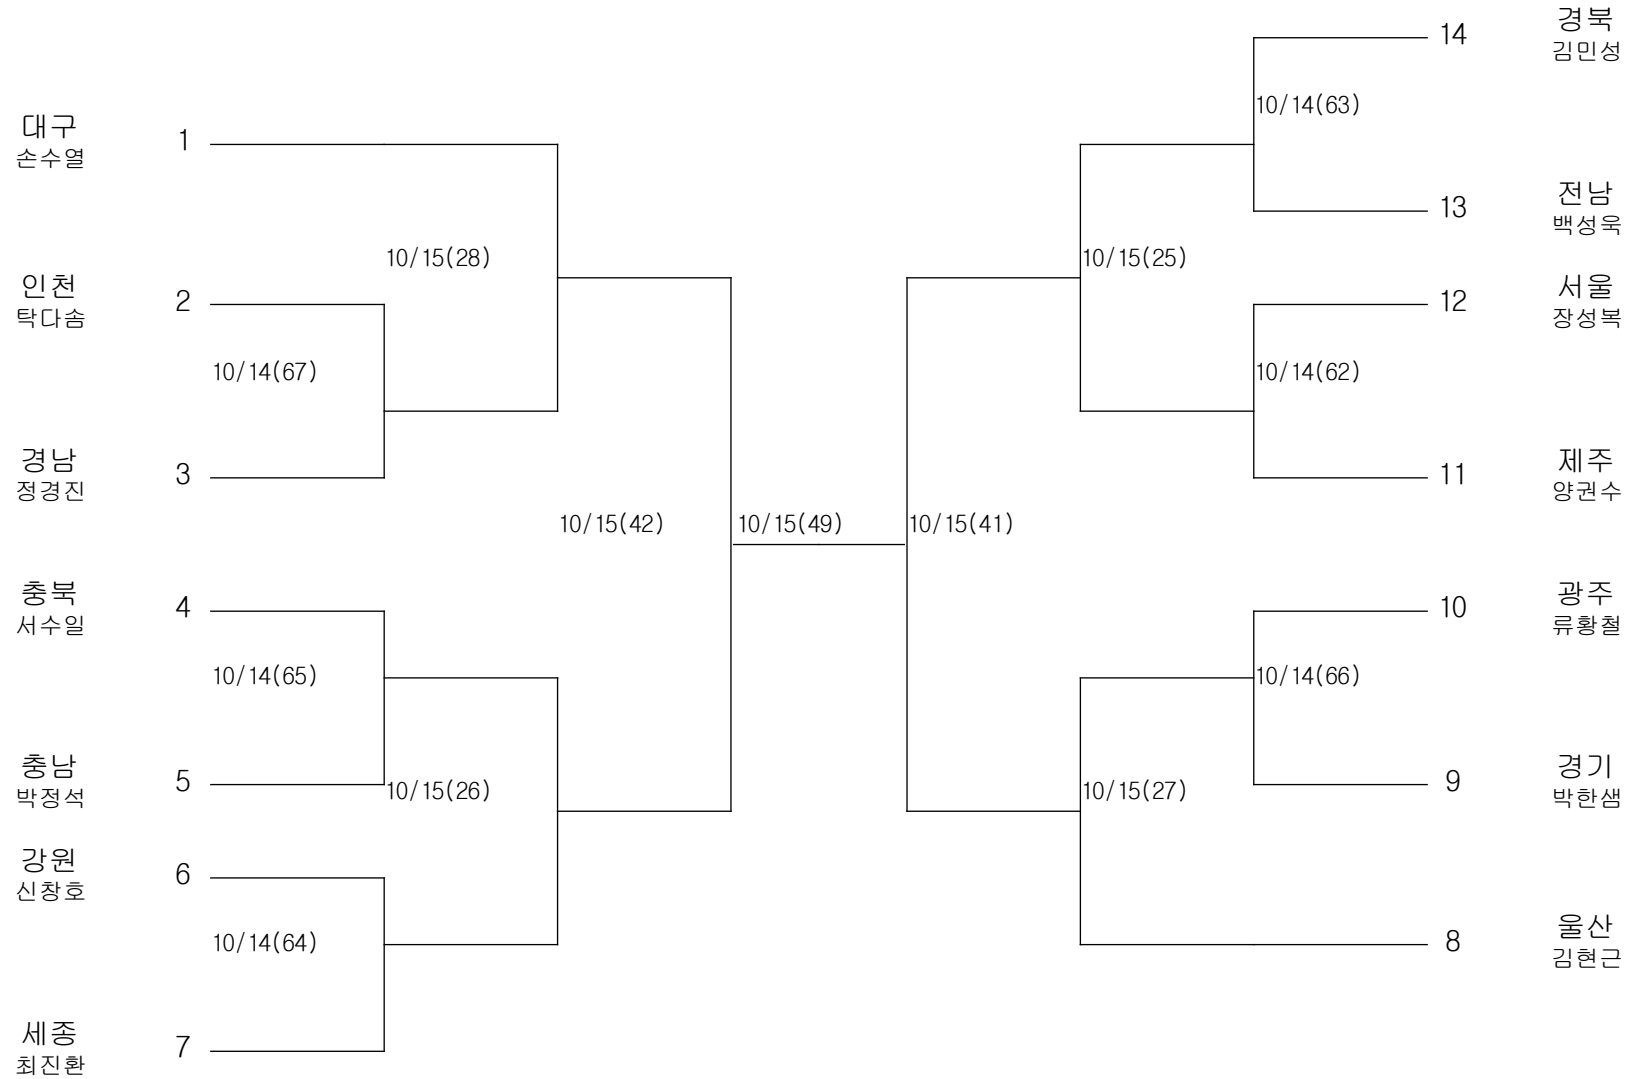 경북
14
김민성
10/14(63)
대구
1
손수열
전남
13
백성욱
10/15(28)
10/15(25)
인천
2
탁다솜
서울
12
장성복
10/14(67)
10/14(62)
경남
3
정경진
제주
11
양권수
10/15(42)
10/15(49)
10/15(41)
충북
4
서수일
광주
10
류황철
10/14(65)
10/14(66)
충남
5
박정석
경기
9
박한샘
10/15(26)
10/15(27)
강원
6
신창호
10/14(64)
울산
8
김현근
세종
7
최진환